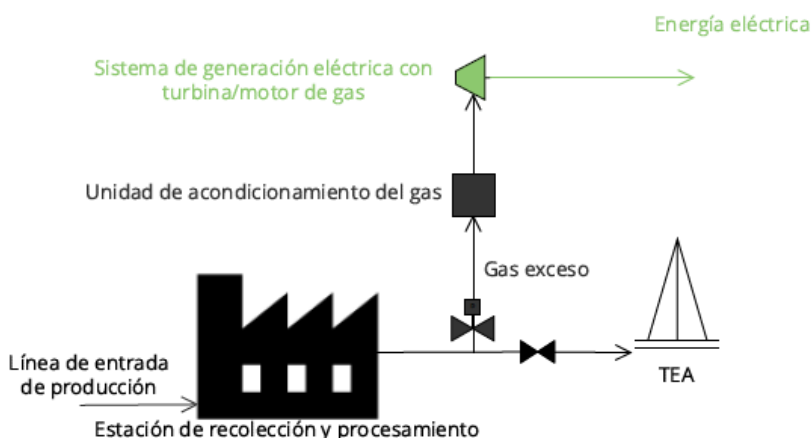 Energía eléctrica
Sistema de generación eléctrica con
turbina/motor de gas
Unidad de acondicionamiento del gas
Gas exceso
Línea de entrada
de producción
TEA
Estación de recolección y procesamiento